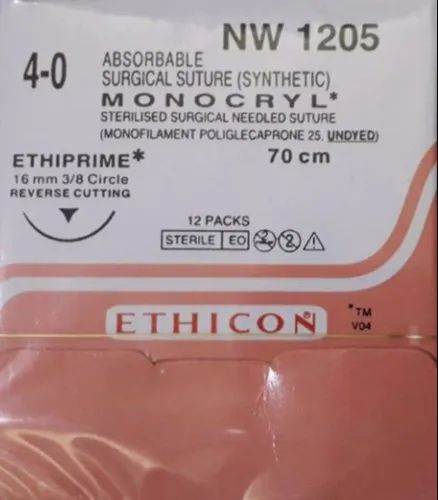 NW 1205
4-0
ABSORBABLE
SURGICAL SUTURE (SYNTHETIC)
MONOCRYL*
STERILISED SURGICAL NEEDLED SUTURE
(MONOFILAMENT POLIGLECAPRONE 25. UNDYED)
ETHIPRIME*
70 cm
16 mm 3/8 Circle
REVERSE CUTTING
12 PACKS
STERILE EO
ETHICON
*TM
V04